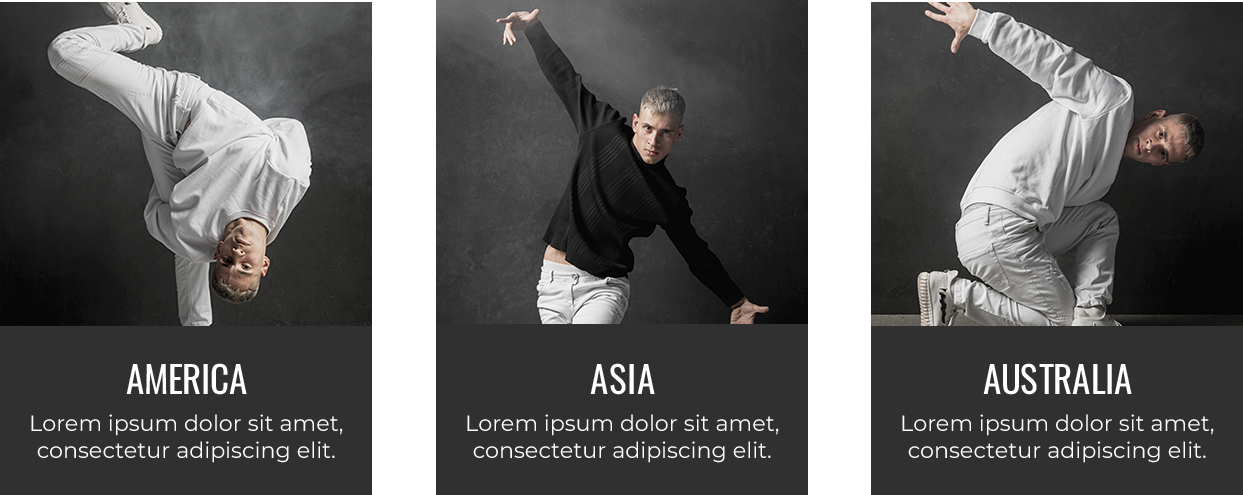 AMERICA
Lorem ipsum dolor sit amet,
consectetur adipiscing elit.
ASIA
Lorem ipsum dolor sit amet,
consectetur adipiscing elit.
AUSTRALIA
Lorem ipsum dolor sit amet,
consectetur adipiscing elit.